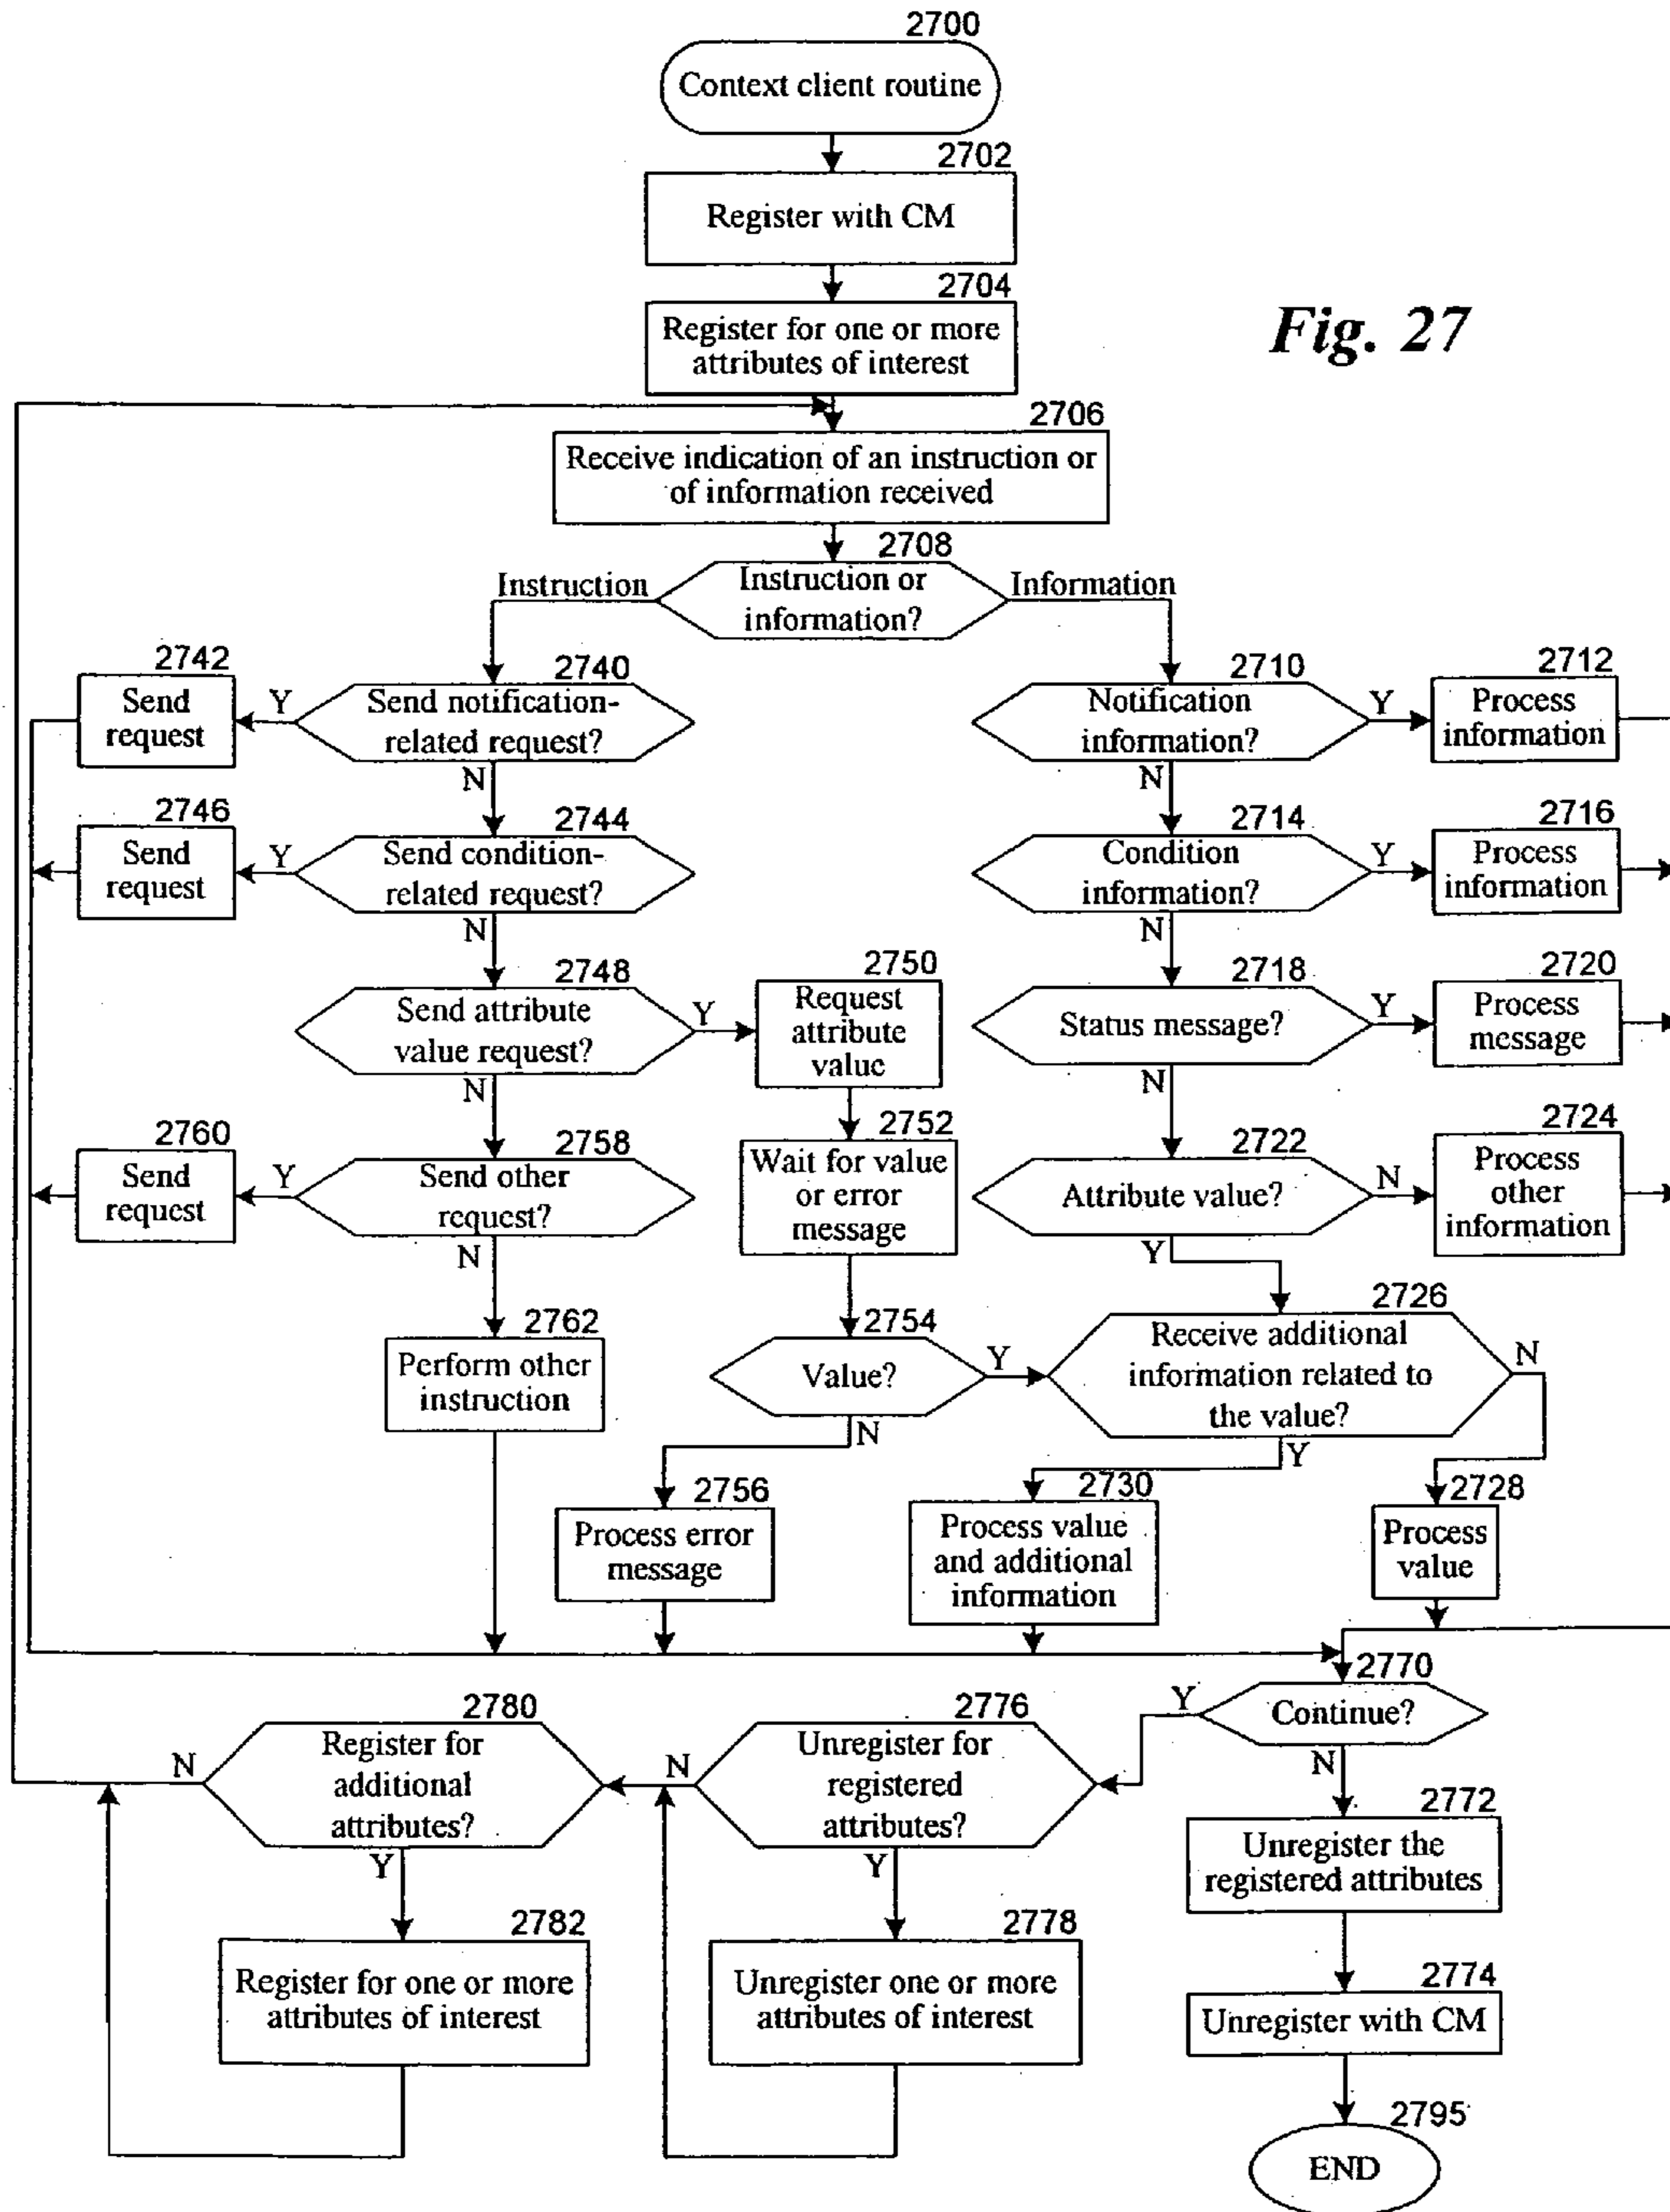 2700
Context client routine
2702
Register with CM
2704
Register for one or more
attributes of interest
Fig. 27
2706
Receive indication of an instruction or
of information received
2708
Instruction
Instruction or
information?
Information
2742
Send
request
Y
2740
Send notification-
related request?
N
2710
Notification
information?
Y
N
2712
Process
information
2746
Send
request
Y
2744
Send condition-
related request?
N
2714
Condition
information?
Y
N
2716
Process
information
2748
Send attribute
value request?
Y
N
2750
Request
attribute
value
2718
Status message?
Y
N
2720
Process
message
2760
Send
request
Y
2758
Send other
request?
N
2752
Wait for value
or error
message
2722
Attribute value?
N
Y
2724
Process
other
information
2762
Perform other
instruction
2754
Value?
Y
N
2726
Receive additional
information related to
the value?
N
Y
2756
Process error
message
2730
Process value
and additional
information
2728
Process
value
2770
Continue?
Y
N
2780
Register for
additional
attributes?
N
Y
2776
Unregister for
registered
attributes?
N
Y
2772
Unregister the
registered attributes
2782
Register for one or more
attributes of interest
2778
Unregister one or more
attributes of interest
2774
Unregister with CM
2795
END